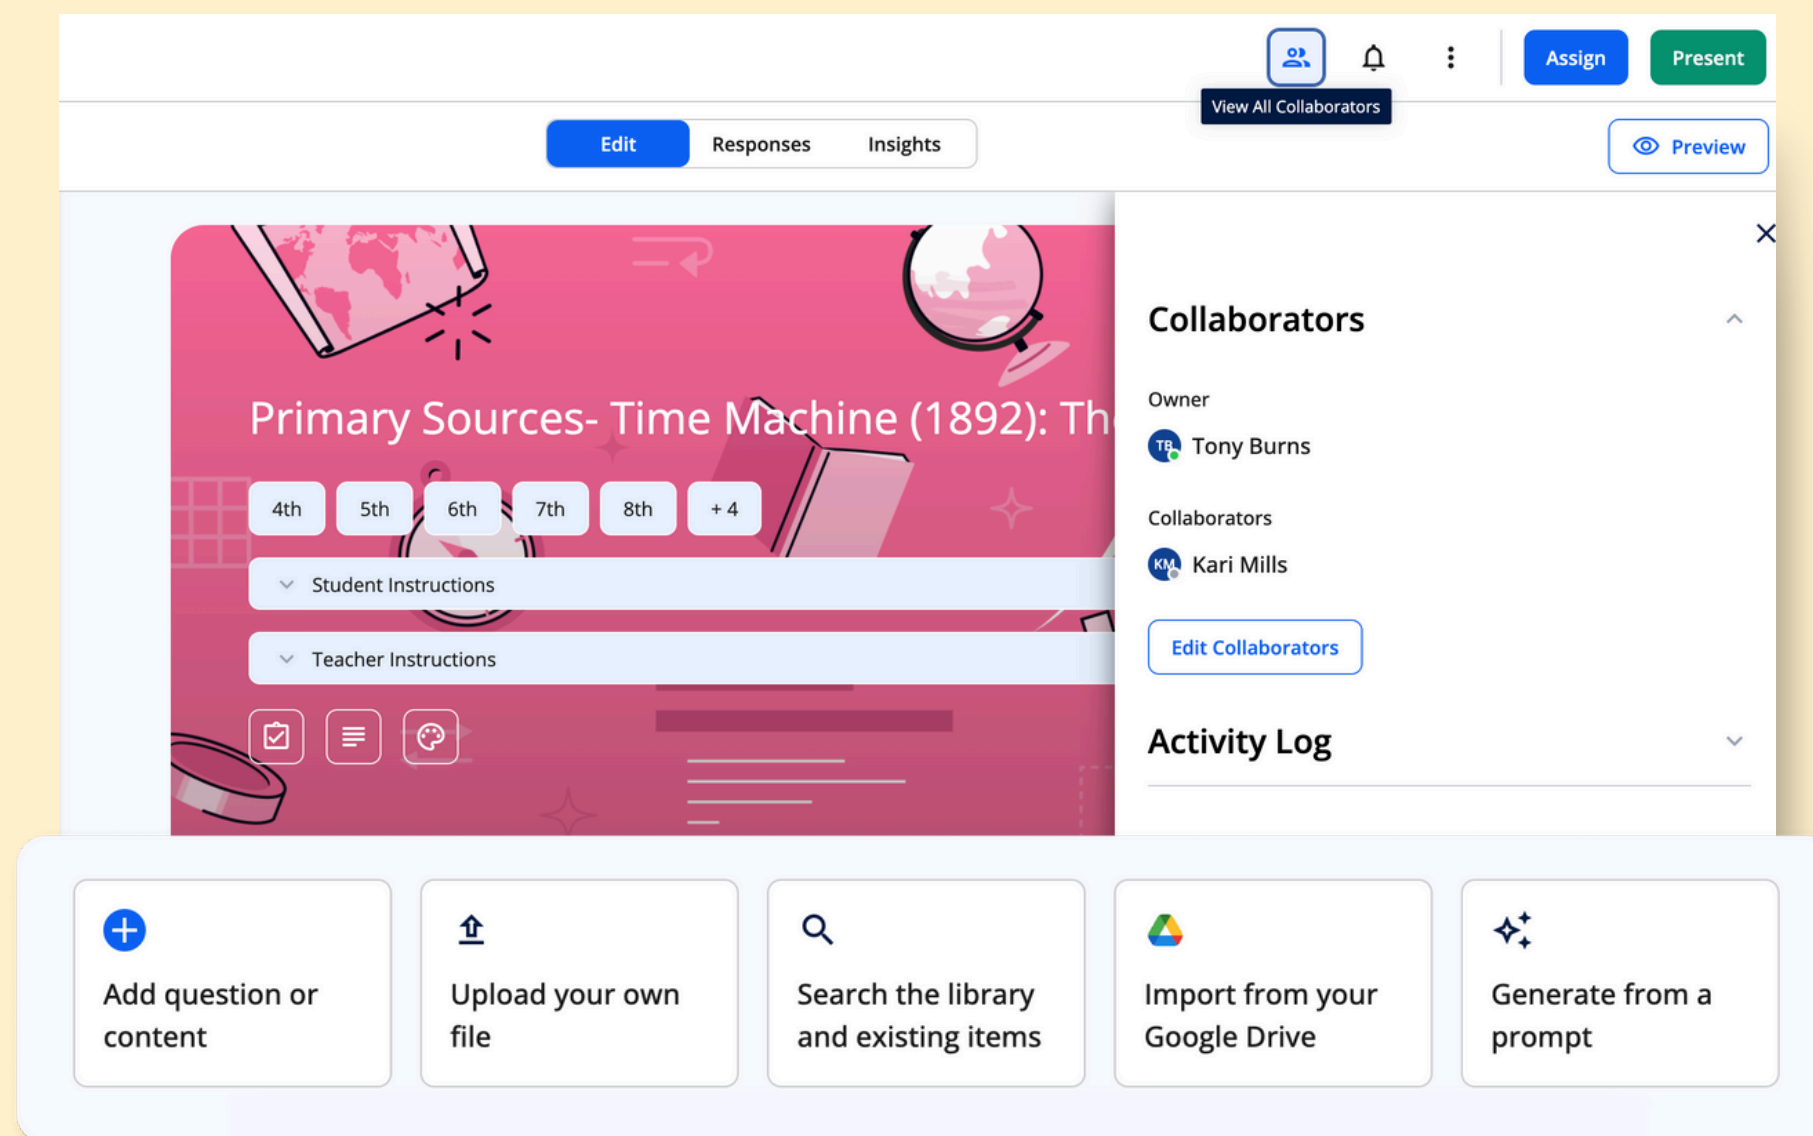 Assign
Present
View All Collaborators
Edit
Responses
Insights
Preview
Primary Sources- Time Machine (1892): Th
4th
5th
6th
7th
8th
+ 4
Student Instructions
Teacher Instructions
Collaborators
Owner
TB
Tony Burns
Collaborators
KM
Kari Mills
Edit Collaborators
Activity Log
Add question or
content
Upload your own
file
Search the library
and existing items
Import from your
Google Drive
Generate from a
prompt